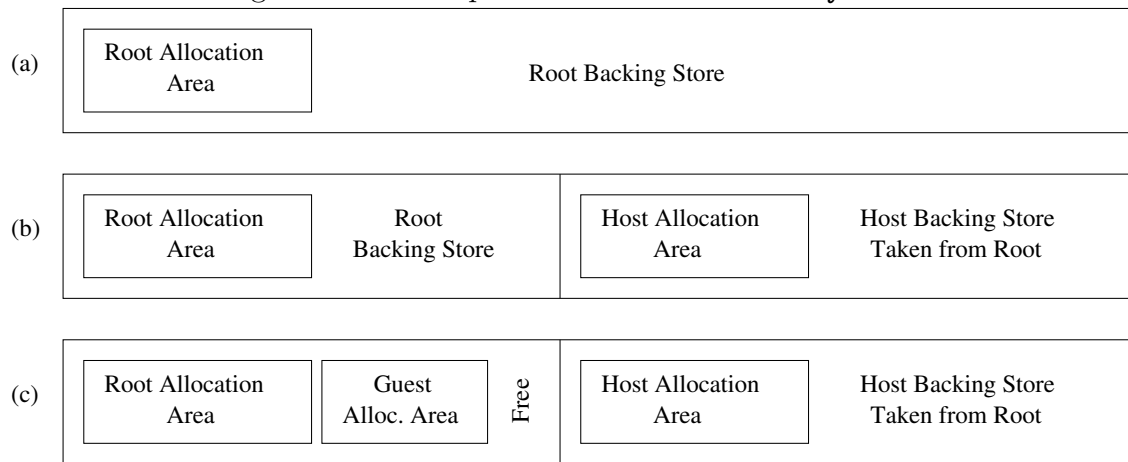 (a)
Root Allocation
Area
Root Backing Store
(b)
Root Allocation
Area
Root
Backing Store
Host Allocation
Area
Host Backing Store
Taken from Root
(c)
Root Allocation
Area
Guest
Alloc. Area
Free
Host Allocation
Area
Host Backing Store
Taken from Root